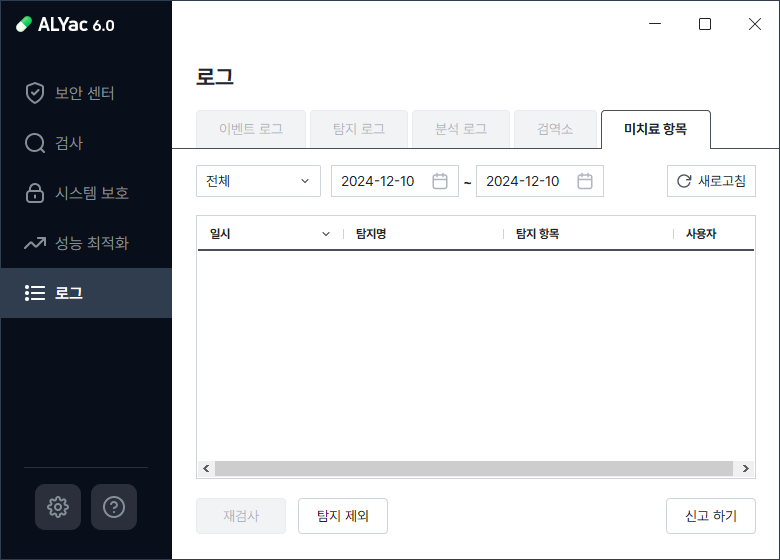 ALYac 6.0
보안 센터
검사
시스템 보호
성능 최적화
로그
로그
이벤트 로그 탐지 로그 분석 로그 검역소 미치료 항목
전체 2024-12-10 ~ 2024-12-10 새로고침
일시 탐지명 탐지 항목 사용자
재검사 탐지 제외 신고 하기